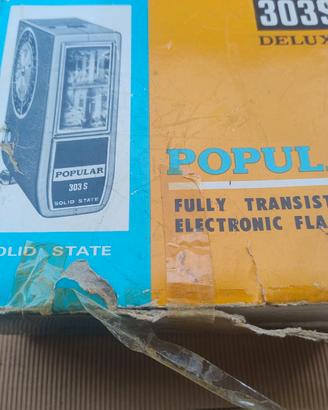 303S
DELUX
POPUL
FULLY TRANSIST
ELECTRONIC FLA
POPULAR
303 S
SOLID STATE
OLID STATE